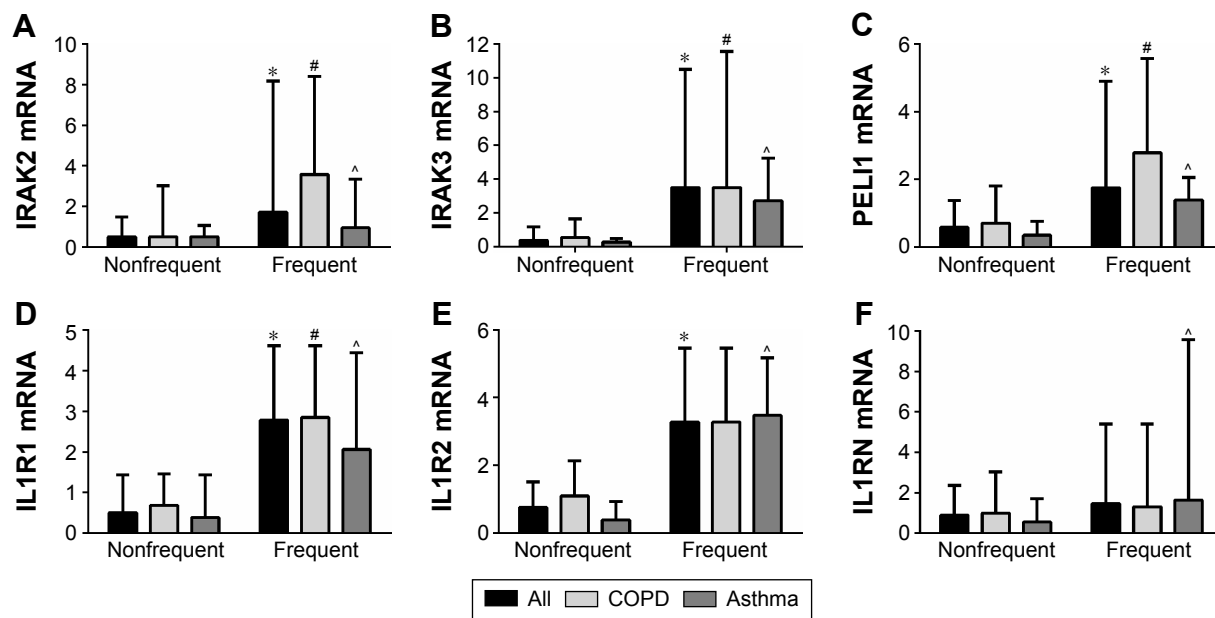 A
IRAK2 mRNA
10
8
6
4
2
0
*
#
^
Nonfrequent Frequent
B
IRAK3 mRNA
12
10
8
6
4
2
0
*
#
^
Nonfrequent Frequent
C
PELI1 mRNA
6
4
2
0
*
#
^
Nonfrequent Frequent
D
IL1R1 mRNA
5
4
3
2
1
0
*
#
^
Nonfrequent Frequent
E
IL1R2 mRNA
6
4
2
0
*
^
Nonfrequent Frequent
F
IL1RN mRNA
10
8
6
4
2
0
^
Nonfrequent Frequent
All COPD Asthma